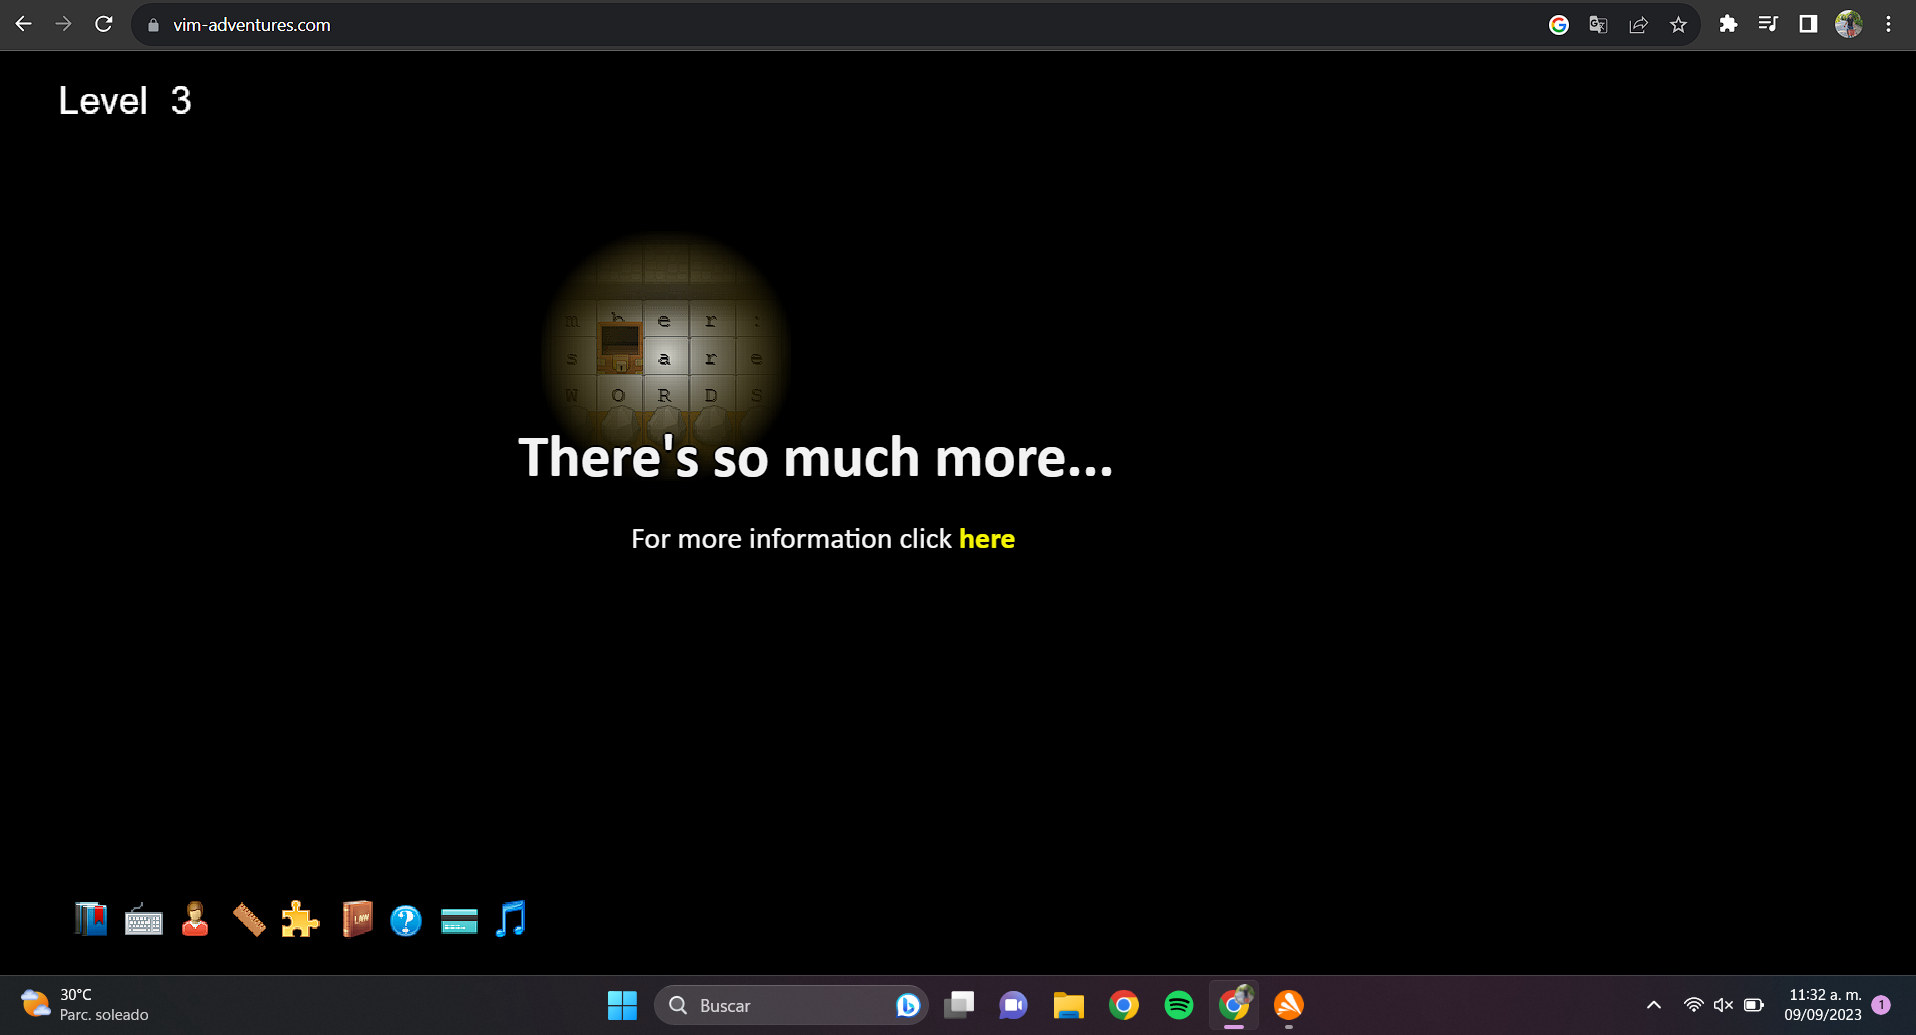 vim-adventures.com
Level 3
m b e r :
s a r e
W O R D S
There's so much more...
For more information click here
LAW
30°C
Parc. soleado
Buscar
11:32 a. m.
09/09/2023
1